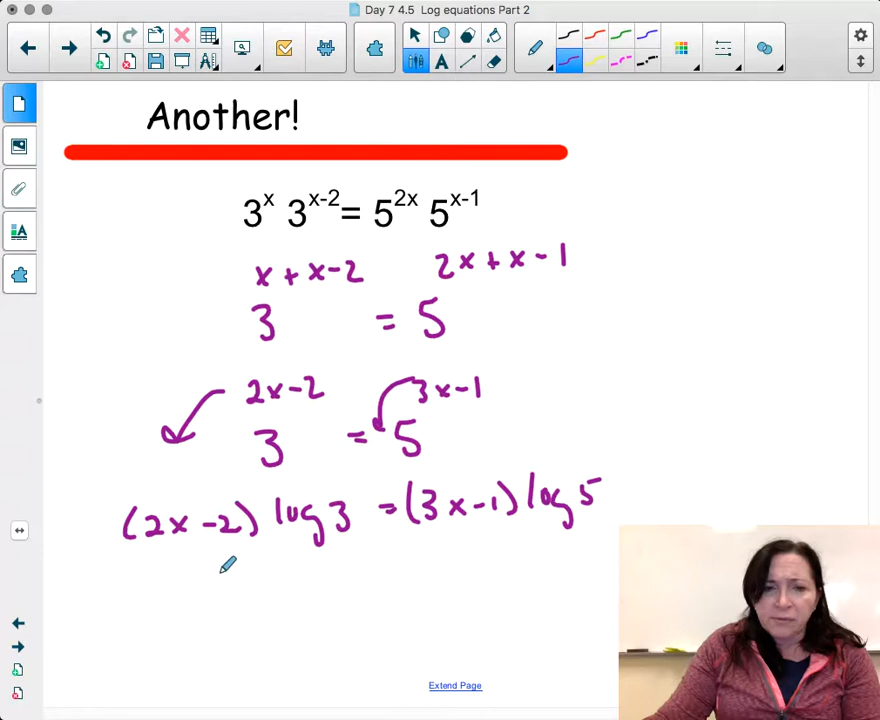 Day 7 4.5 Log equations Part 2
Another!
3^x 3^(x-2) = 5^(2x) 5^(x-1)
3^(x+x-2) = 5^(2x+x-1)
3^(2x-2) = 5^(3x-1)
(2x-2) log 3 = (3x-1) log 5
Extend Page